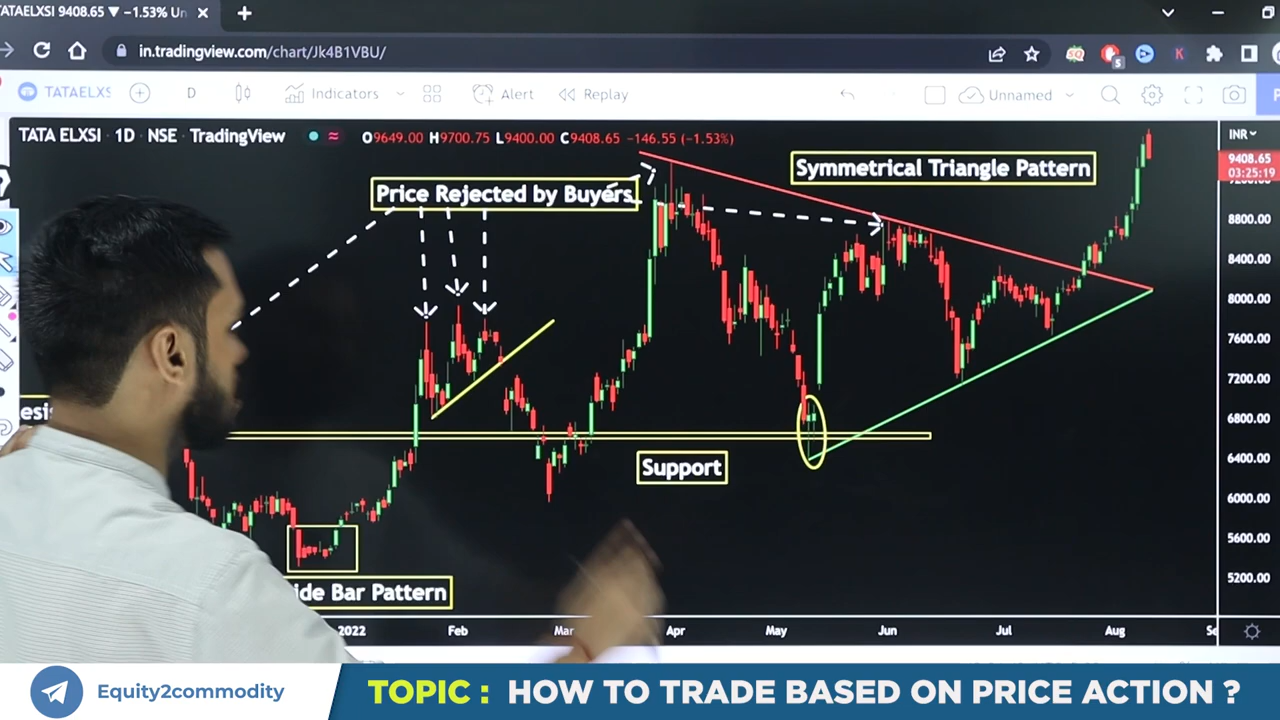 TATAELXSI 9408.65 ▼ −1.53% Un
in.tradingview.com/chart/Jk4B1VBU/
TATAELXS D Indicators Alert Replay Unnamed
TATA ELXSI · 1D · NSE · TradingView O9649.00 H9700.75 L9400.00 C9408.65 −146.55 (−1.53%)
INR
9408.65
03:25:19
Symmetrical Triangle Pattern
Price Rejected by Buyers
8800.00
8400.00
8000.00
7600.00
7200.00
6800.00
6400.00
6000.00
5600.00
5200.00
Support
ide Bar Pattern
2022 Feb Mar Apr May Jun Jul Aug
Equity2commodity
TOPIC : HOW TO TRADE BASED ON PRICE ACTION ?